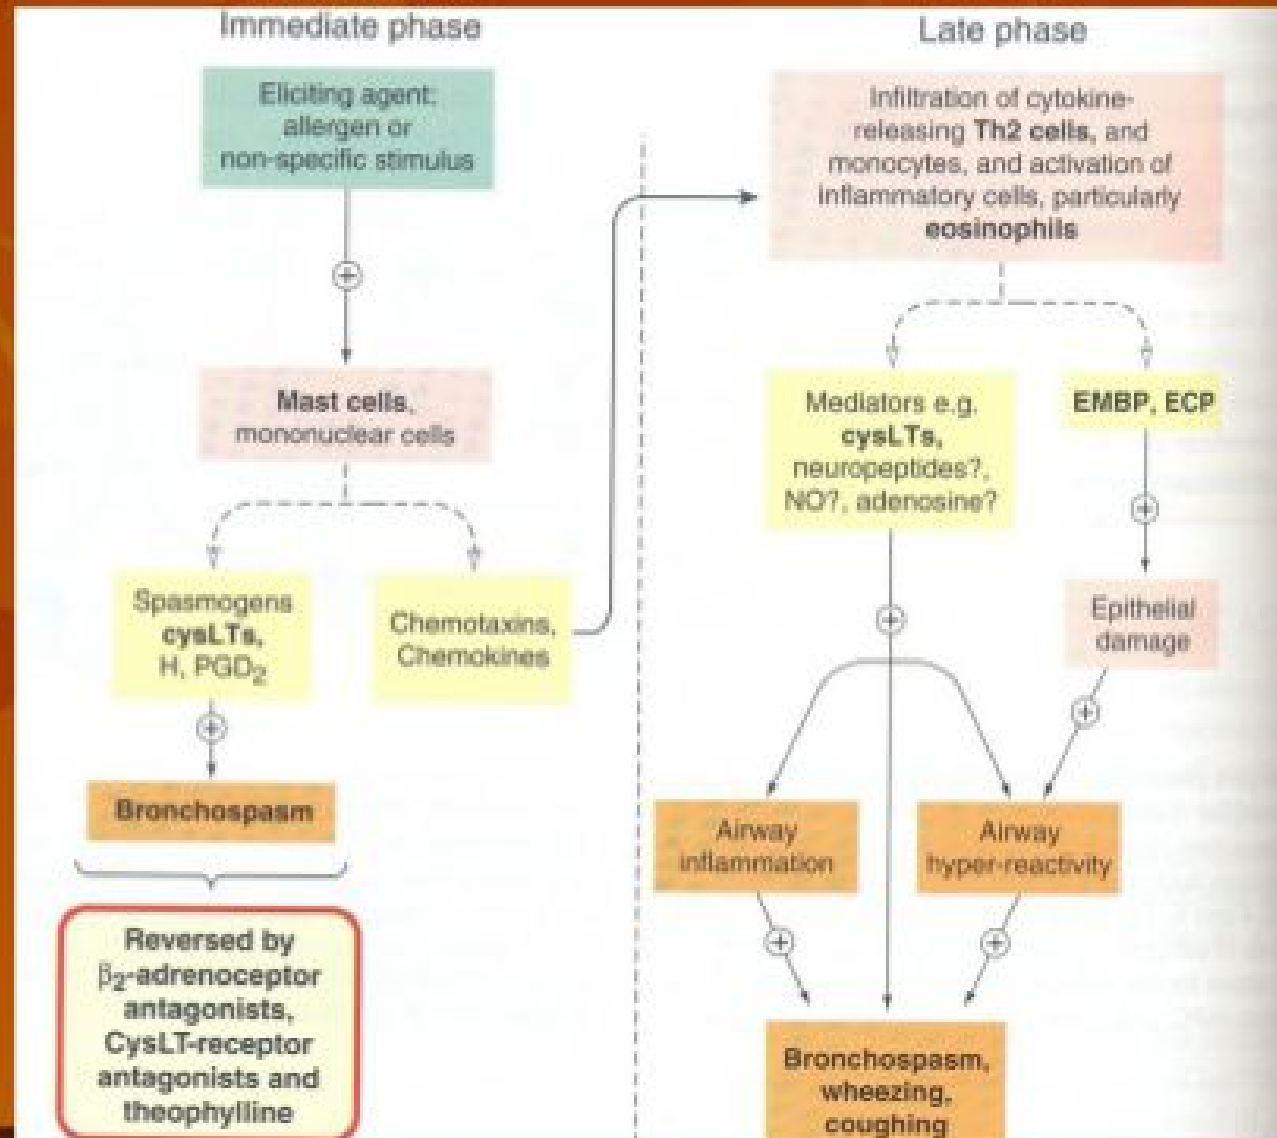 Immediate phase
Eliciting agent:
allergen or
non-specific stimulus
+
Mast cells,
mononuclear cells
Spasmogens
cysLTs,
H, PGD2
Chemotaxins,
Chemokines
+
Bronchospasm
Reversed by
β2-adrenoceptor
antagonists,
CysLT-receptor
antagonists and
theophylline
Late phase
Infiltration of cytokine-
releasing Th2 cells, and
monocytes, and activation of
inflammatory cells, particularly
eosinophils
Mediators e.g.
cysLTs,
neuropeptides?,
NO?, adenosine?
EMBP, ECP
+
+
Epithelial
damage
+
Airway
inflammation
Airway
hyper-reactivity
+
+
Bronchospasm,
wheezing,
coughing